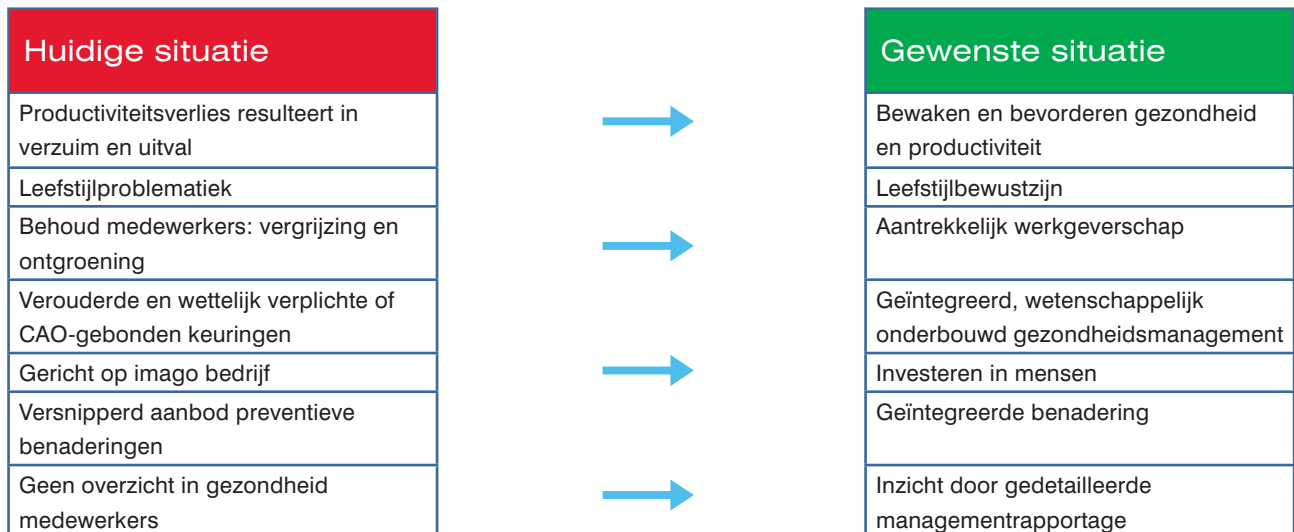 Huidige situatie
Gewenste situatie
Productiviteitsverlies resulteert in
verzuim en uitval
Bewaken en bevorderen gezondheid
en productiviteit
Leefstijlproblematiek
Leefstijlbewustzijn
Behoud medewerkers: vergrijzing en
ontgroening
Aantrekkelijk werkgeverschap
Verouderde en wettelijk verplichte of
CAO-gebonden keuringen
Geïntegreerd, wetenschappelijk
onderbouwd gezondheidsmanagement
Gericht op imago bedrijf
Investeren in mensen
Versnipperd aanbod preventieve
benaderingen
Geïntegreerde benadering
Geen overzicht in gezondheid
medewerkers
Inzicht door gedetailleerde
managementrapportage